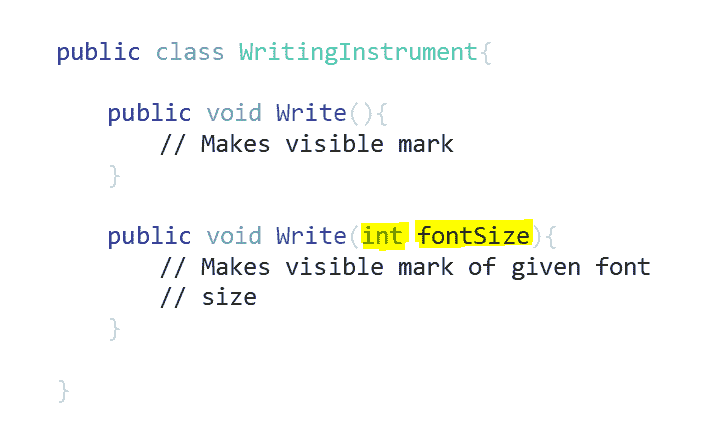 public class WritingInstrument{
public void Write(){
// Makes visible mark
}
public void Write(int fontSize){
// Makes visible mark of given font
// size
}
}